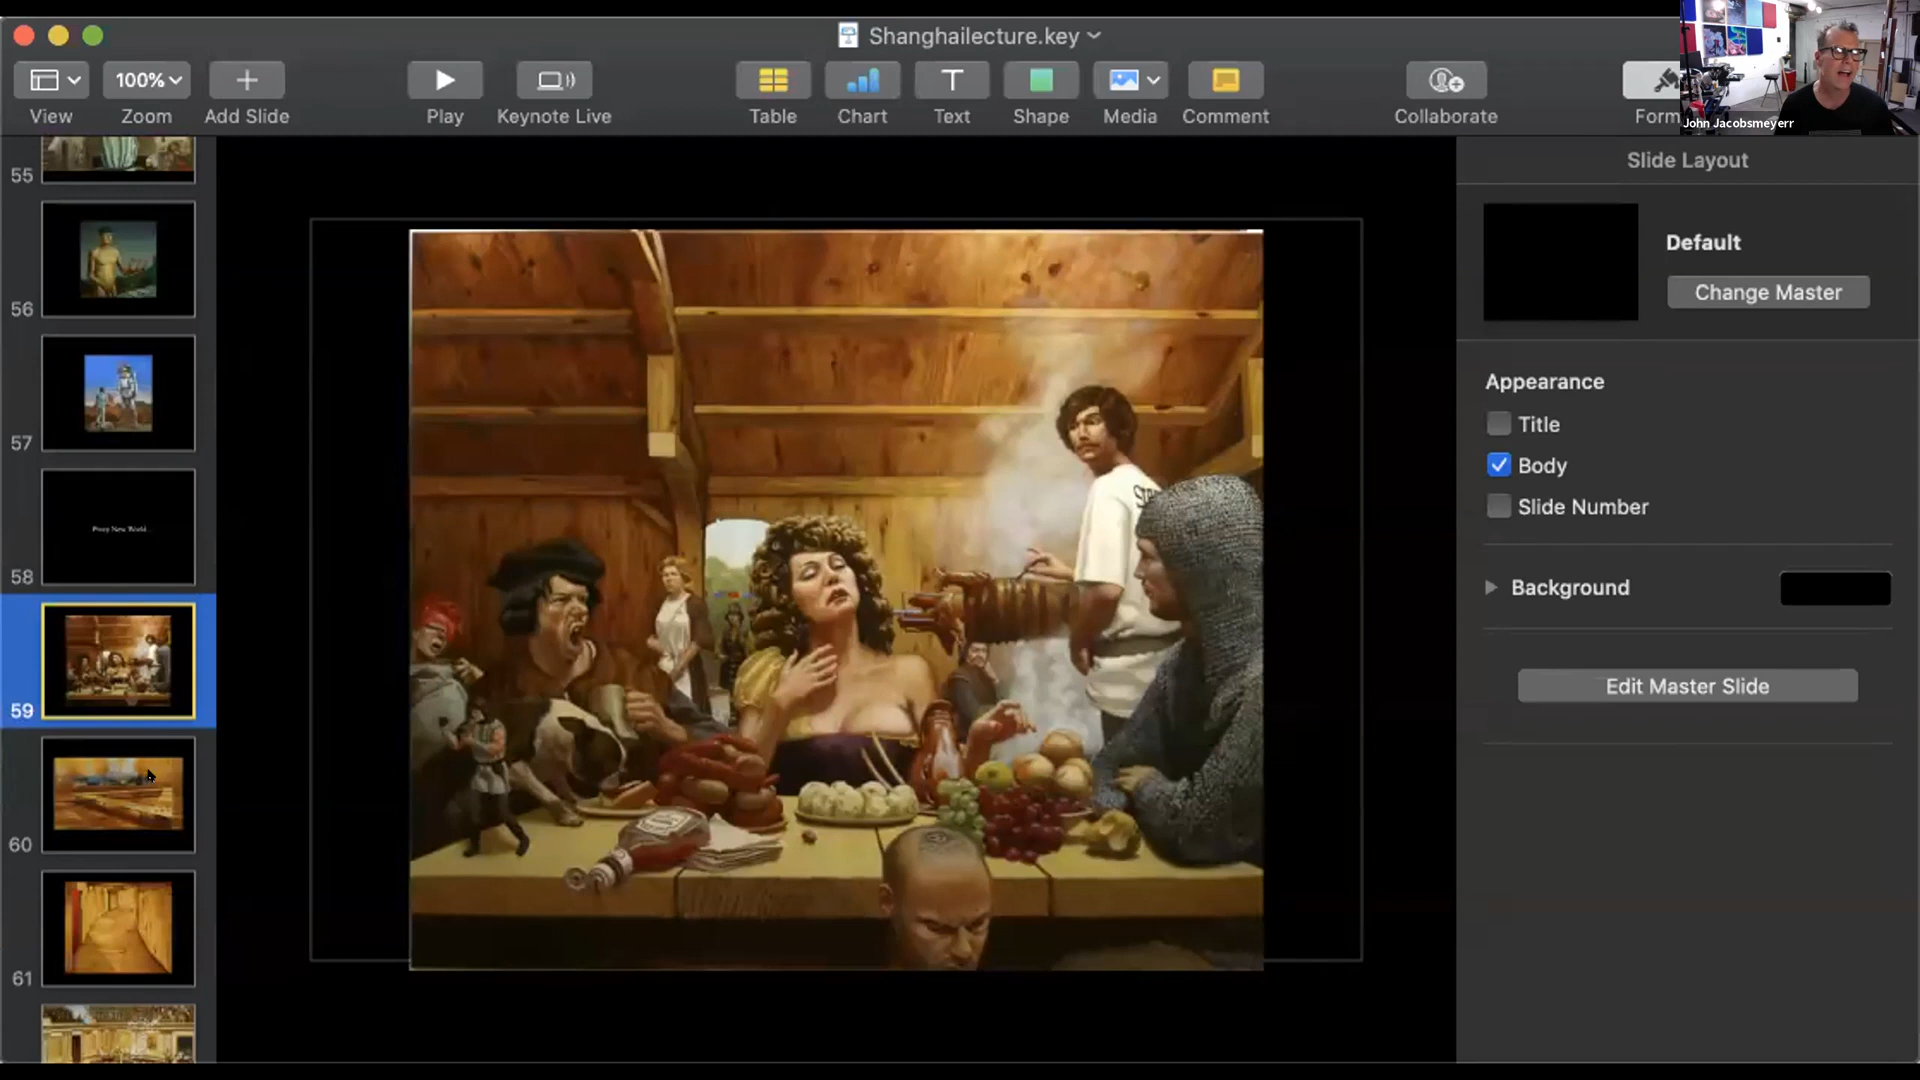 Shanghailecture.key
100%
View
Zoom
Add Slide
Play
Keynote Live
T
Table
Chart
Text
Shape
Media
Comment
Collaborate
Form
John Jacobsmeyerr
Slide Layout
Default
Change Master
Appearance
Title
Body
Slide Number
Background
Edit Master Slide
55
56
57
New World
58
59
60
61